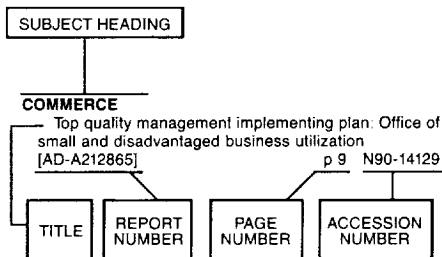 SUBJECT HEADING
COMMERCE
Top quality management implementing plan: Office of
small and disadvantaged business utilization
[AD-A212865] p 9 N90-14129
TITLE
REPORT
NUMBER
PAGE
NUMBER
ACCESSION
NUMBER